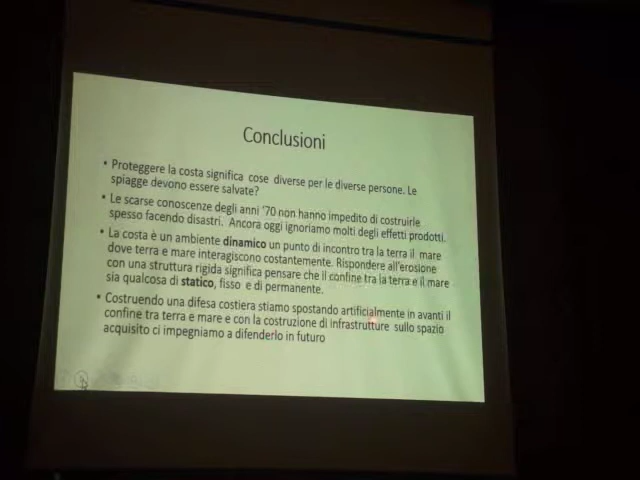 Conclusioni
• Proteggere la costa significa cose diverse per le diverse persone. Le
spiagge devono essere salvate?
• Le scarse conoscenze degli anni '70 non hanno impedito di costruirle
spesso facendo disastri. Ancora oggi ignoriamo molti degli effetti prodotti.
• La costa è un ambiente dinamico un punto di incontro tra la terra il mare
dove terra e mare interagiscono costantemente. Rispondere all'erosione
con una struttura rigida significa pensare che il confine tra la terra e il mare
sia qualcosa di statico, fisso e di permanente.
• Costruendo una difesa costiera stiamo spostando artificialmente in avanti il
confine tra terra e mare e con la costruzione di infrastrutture sullo spazio
acquisito ci impegniamo a difenderlo in futuro